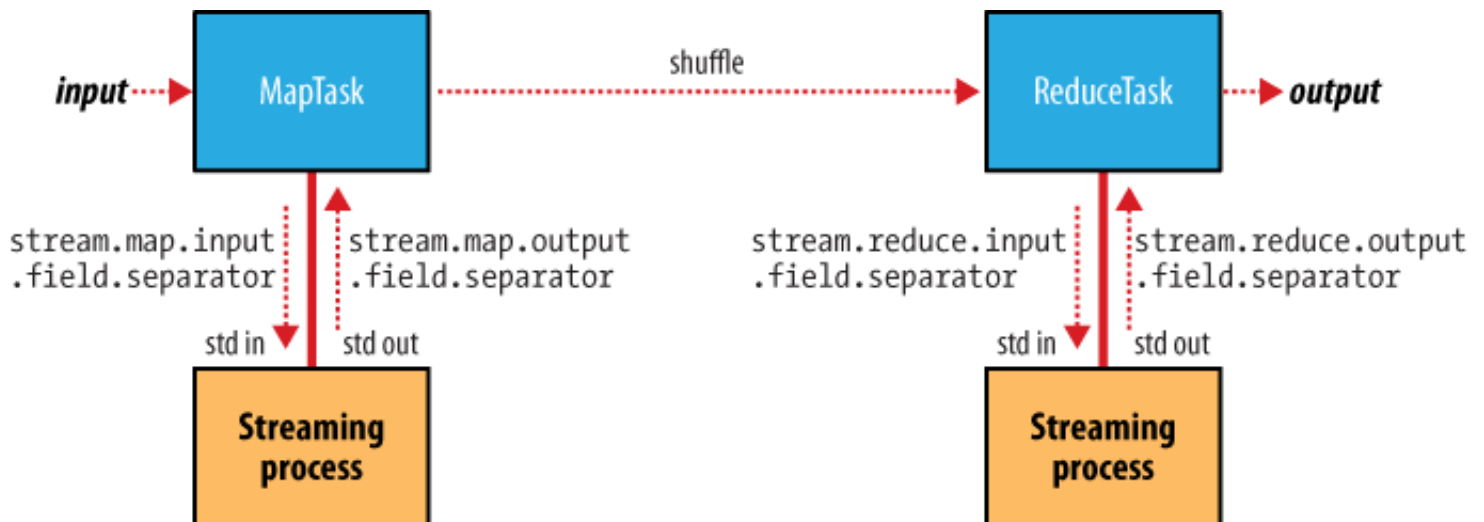 input
MapTask
shuffle
ReduceTask
output
stream.map.input
.field.separator
stream.map.output
.field.separator
stream.reduce.input
.field.separator
stream.reduce.output
.field.separator
std in
std out
std in
std out
Streaming
process
Streaming
process